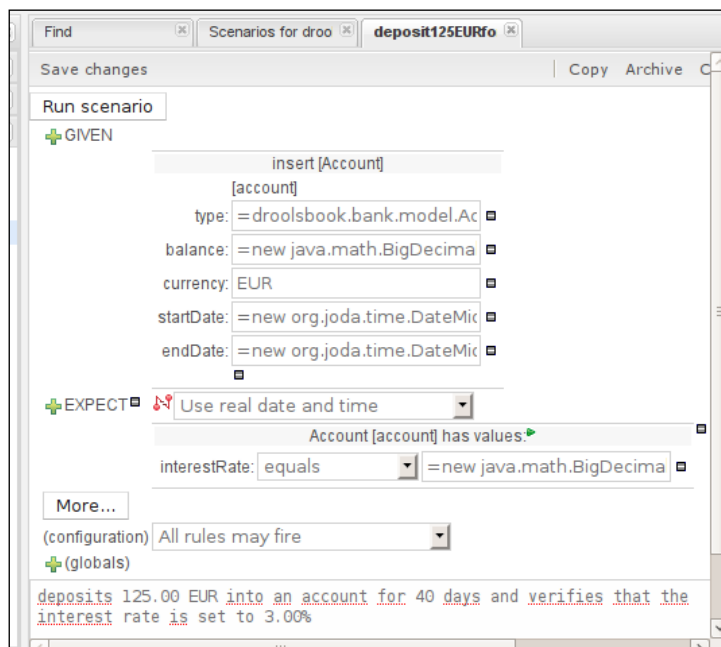 Find Scenarios for droo deposit125EURfo
Save changes Copy Archive
Run scenario
GIVEN
insert [Account]
[account]
type: =droolsbook.bank.model.Ac
balance: =new java.math.BigDecima
currency: EUR
startDate: =new org.joda.time.DateMid
endDate: =new org.joda.time.DateMid
EXPECT Use real date and time
Account [account] has values:
interestRate: equals =new java.math.BigDecima
More...
(configuration) All rules may fire
(globals)
deposits 125.00 EUR into an account for 40 days and verifies that the
interest rate is set to 3.00%